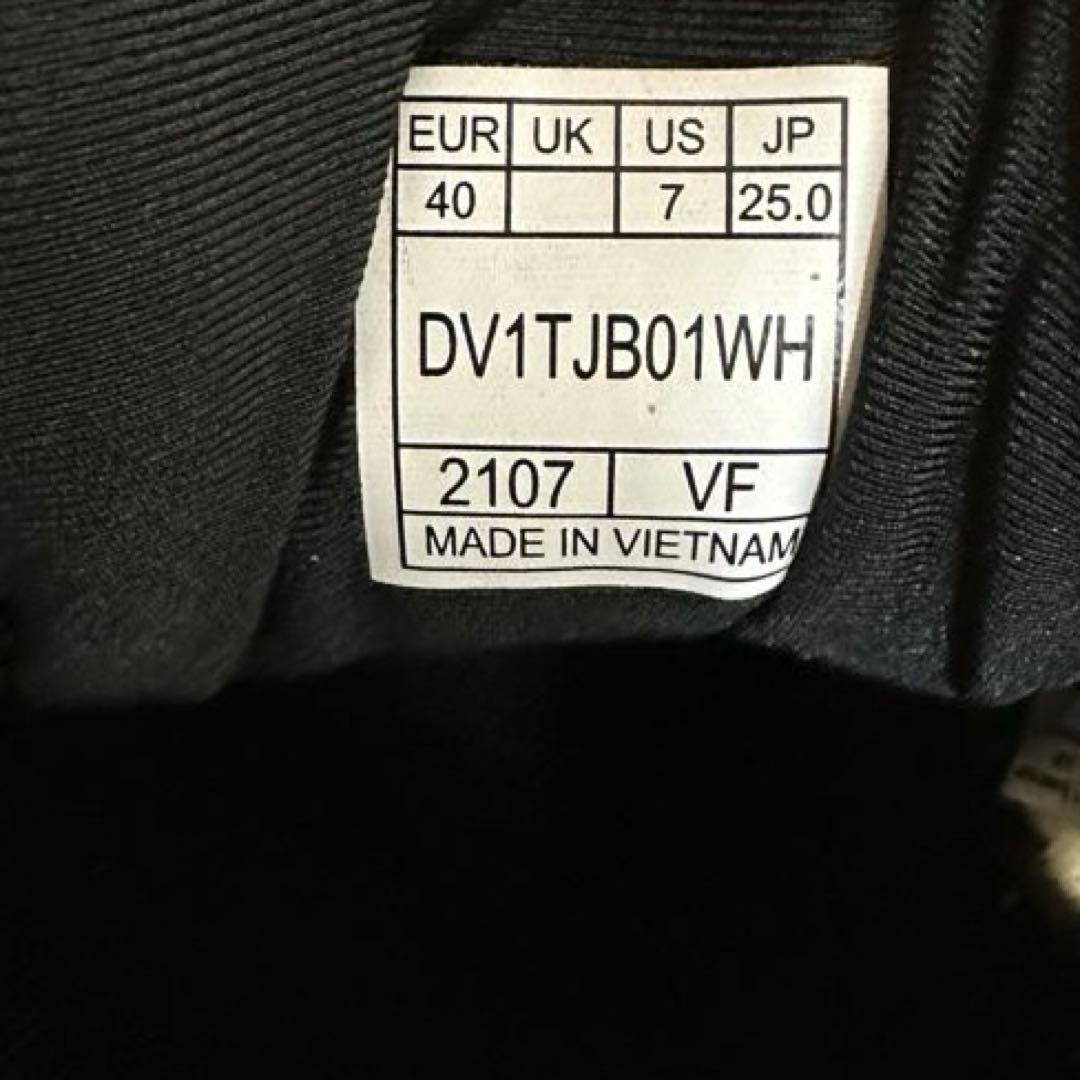 EUR UK US JP
40 7 25.0
DV1TJB01WH
2107 VF
MADE IN VIETNAM